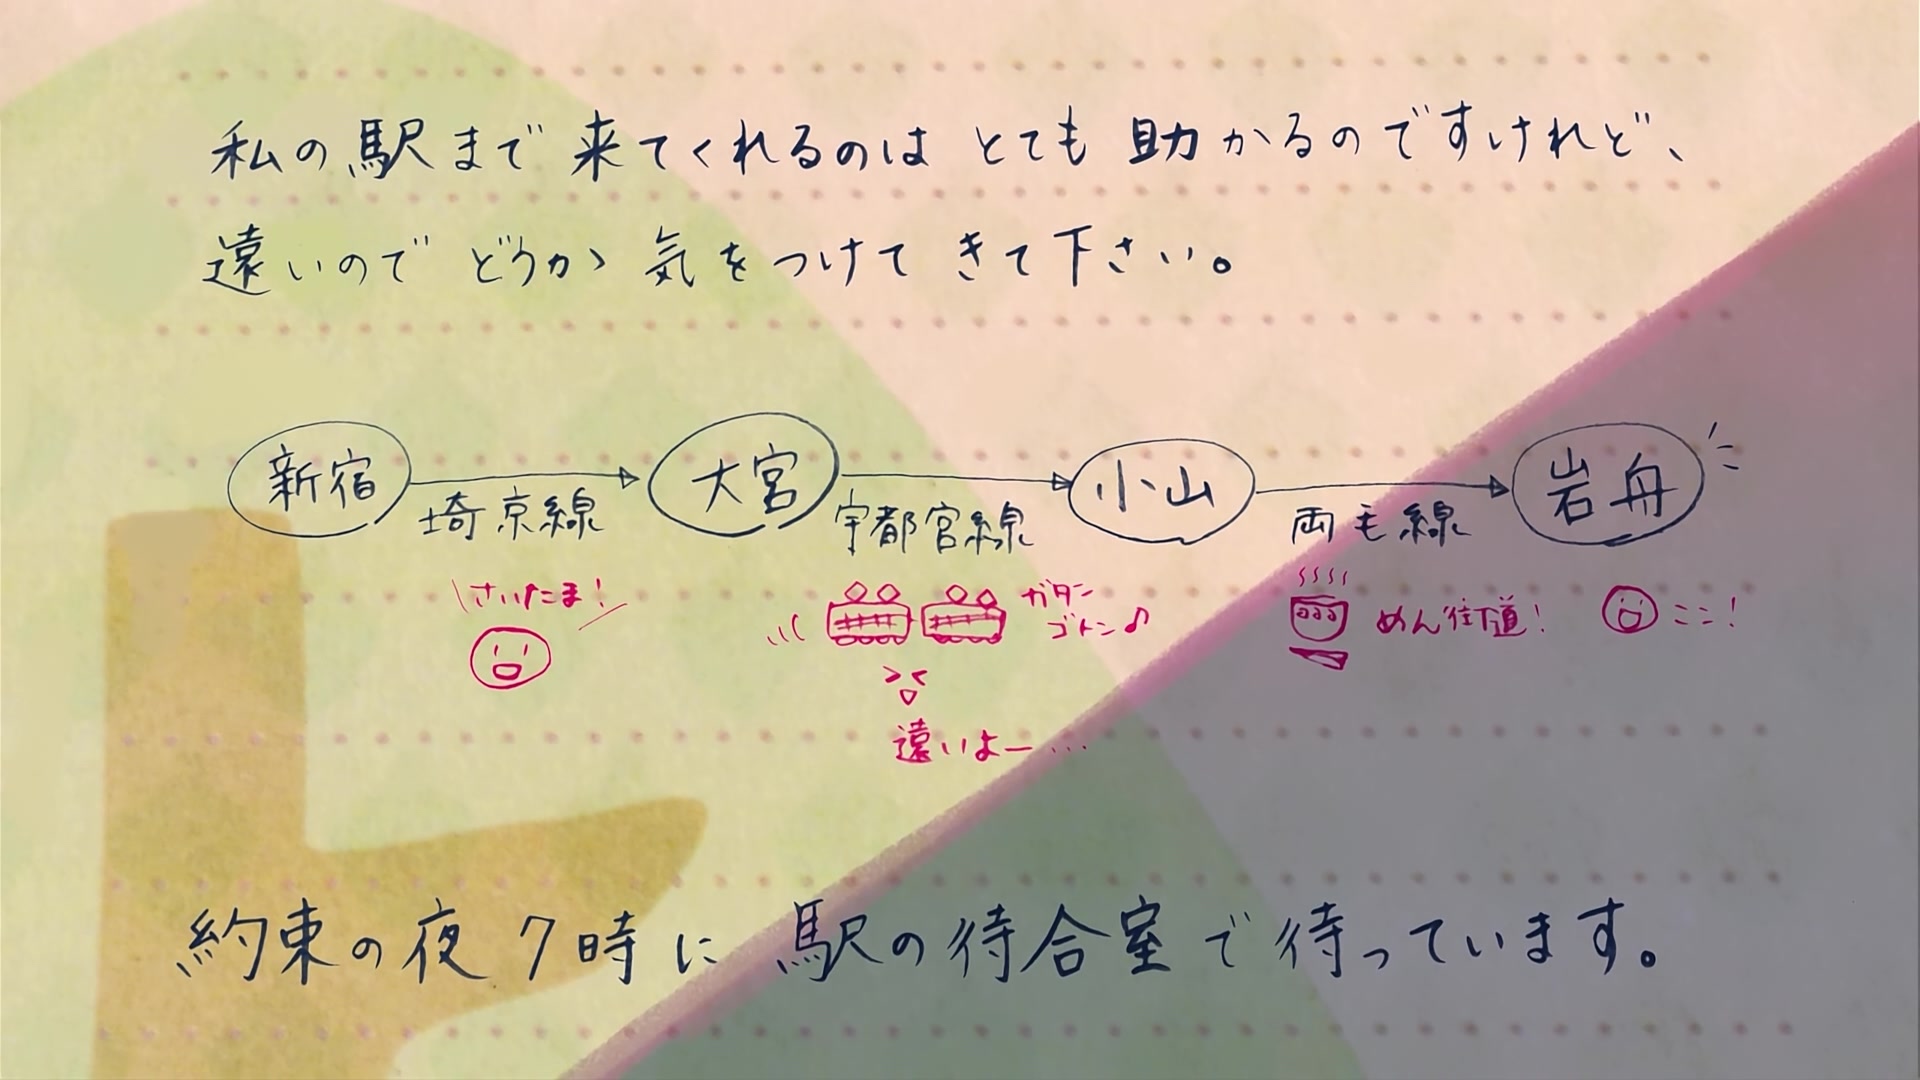 私の駅まで来てくれるのはとても助かるのですけれど、
遠いのでどうか気をつけてきて下さい。
新宿 大宮 小山 岩舟
埼京線 宇都宮線 両毛線
さいたま! ガタンゴトン♪ めん街道! ここ!
遠いよー…
約束の夜7時に駅の待合室で待っています。